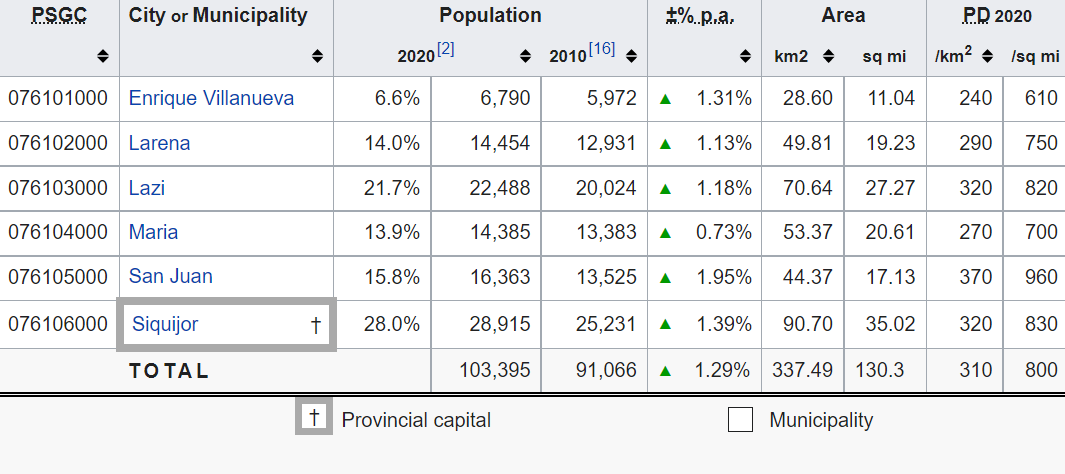 PSGC City or Municipality Population ±% p.a. Area PD 2020
2020[2] 2010[16] km2 sq mi /km2 /sq mi
076101000 Enrique Villanueva 6.6% 6,790 5,972 ▲ 1.31% 28.60 11.04 240 610
076102000 Larena 14.0% 14,454 12,931 ▲ 1.13% 49.81 19.23 290 750
076103000 Lazi 21.7% 22,488 20,024 ▲ 1.18% 70.64 27.27 320 820
076104000 Maria 13.9% 14,385 13,383 ▲ 0.73% 53.37 20.61 270 700
076105000 San Juan 15.8% 16,363 13,525 ▲ 1.95% 44.37 17.13 370 960
076106000 Siquijor † 28.0% 28,915 25,231 ▲ 1.39% 90.70 35.02 320 830
TOTAL 103,395 91,066 ▲ 1.29% 337.49 130.3 310 800
† Provincial capital Municipality